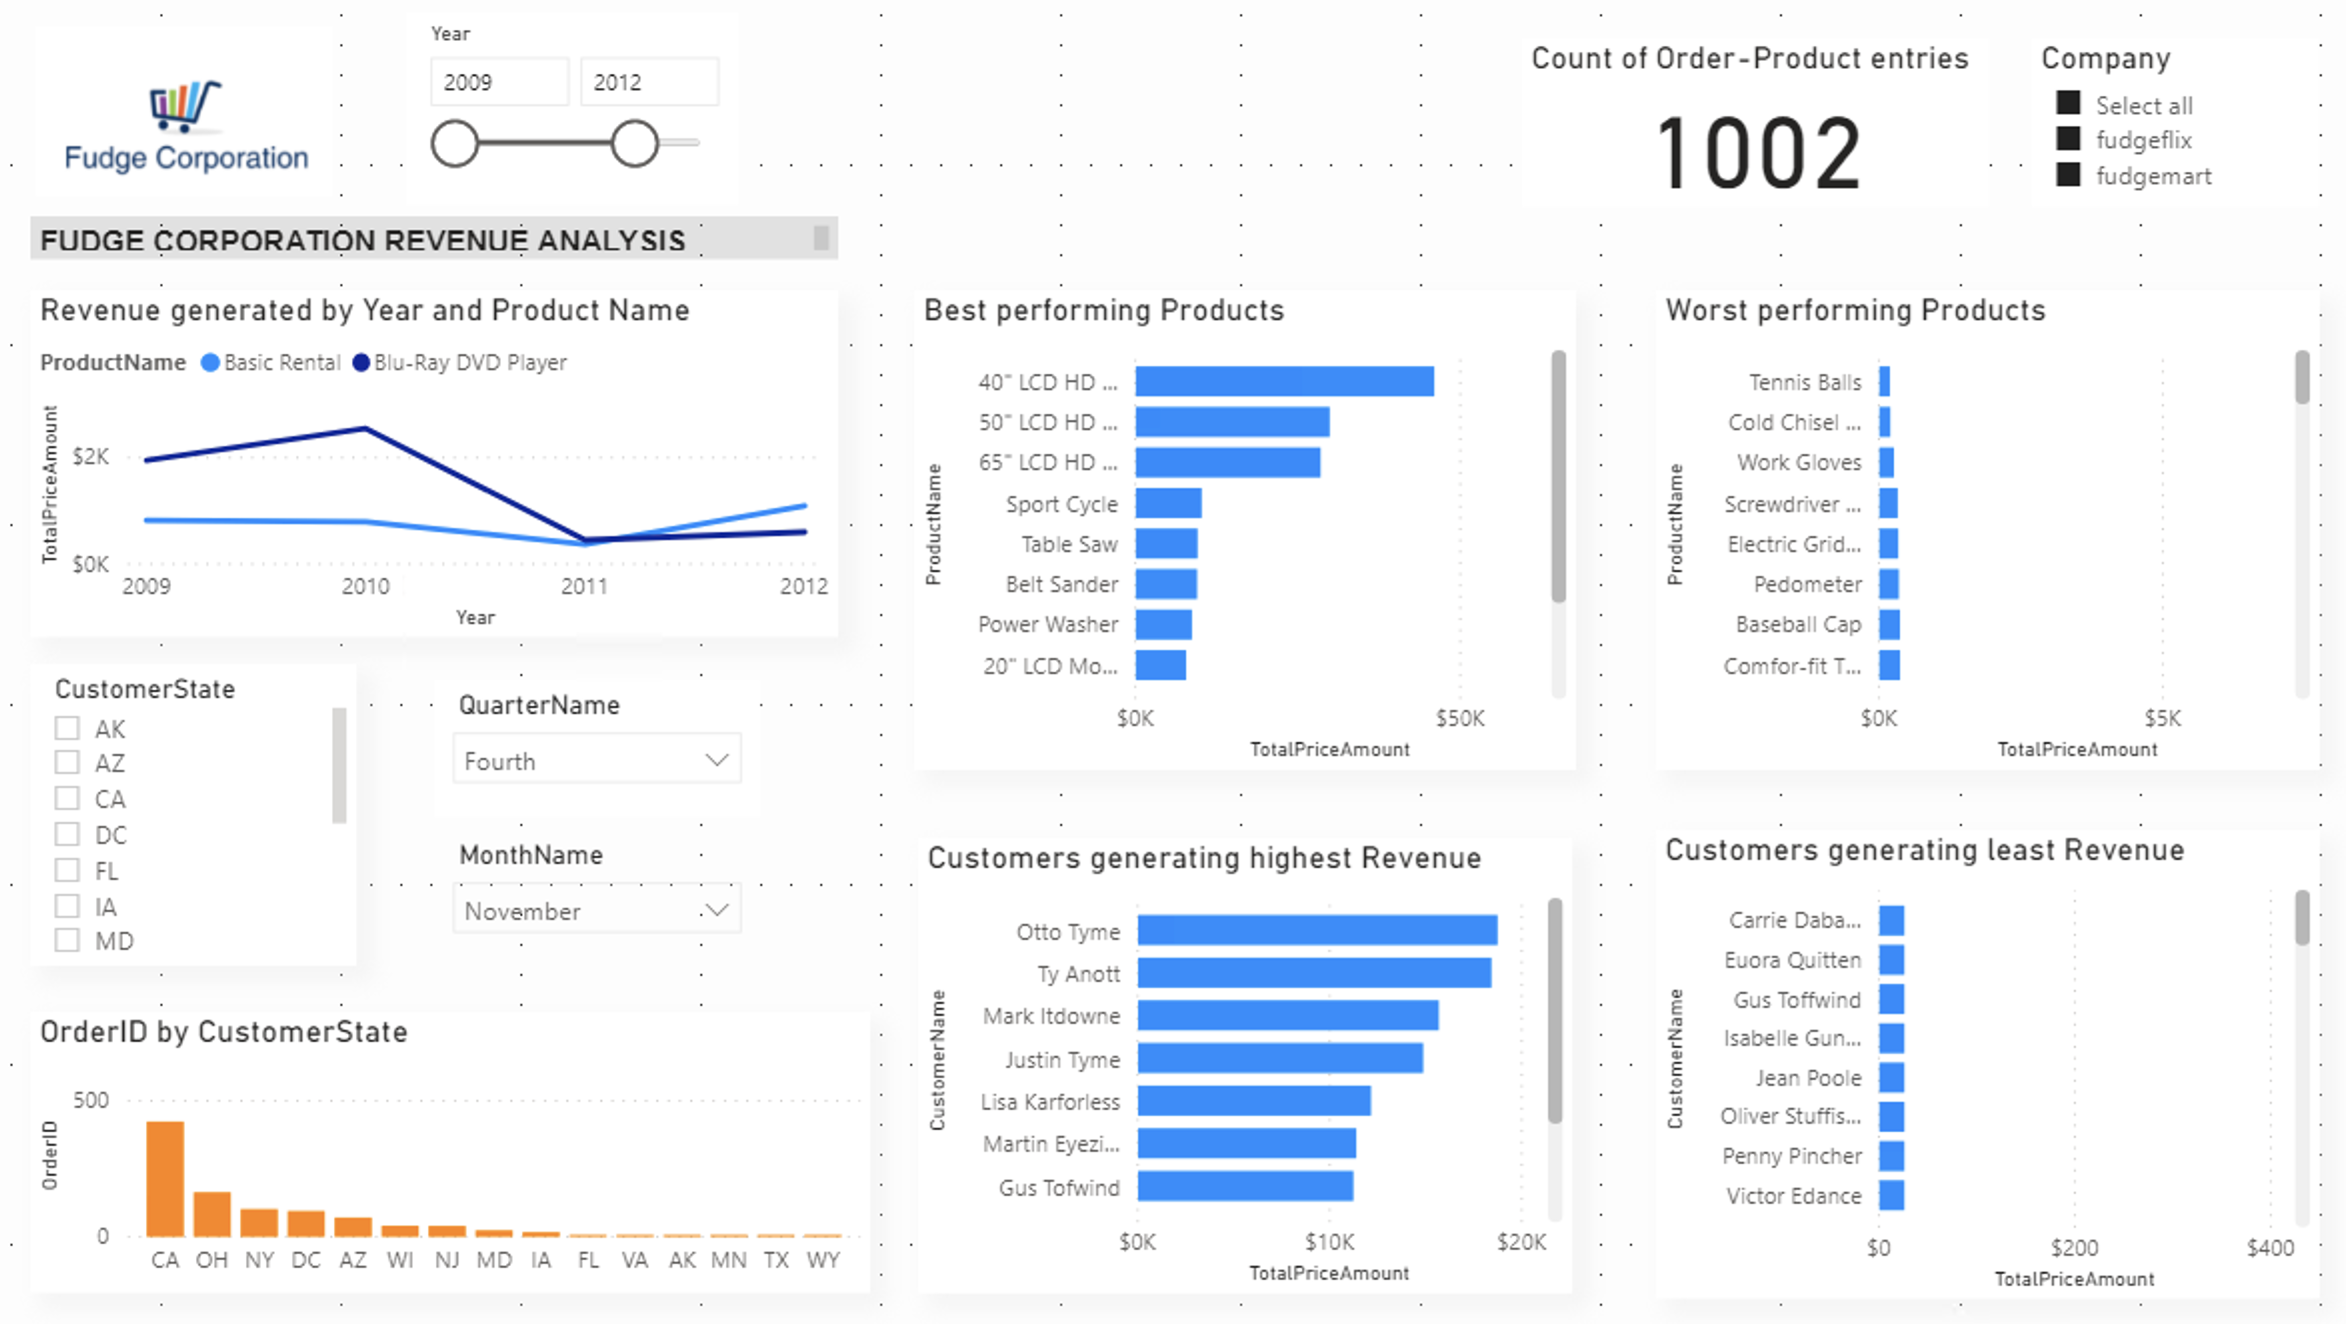 Fudge Corporation
Year
2009
2012
Count of Order-Product entries
1002
Company
Select all
fudgeflix
fudgemart
FUDGE CORPORATION REVENUE ANALYSIS
Revenue generated by Year and Product Name
ProductName Basic Rental Blu-Ray DVD Player
TotalPriceAmount
$2K
$0K
2009 2010 2011 2012
Year
Best performing Products
ProductName
40" LCD HD ...
50" LCD HD ...
65" LCD HD ...
Sport Cycle
Table Saw
Belt Sander
Power Washer
20" LCD Mo...
$0K $50K
TotalPriceAmount
Worst performing Products
ProductName
Tennis Balls
Cold Chisel ...
Work Gloves
Screwdriver ...
Electric Grid...
Pedometer
Baseball Cap
Comfor-fit T...
$0K $5K
TotalPriceAmount
CustomerState
AK
AZ
CA
DC
FL
IA
MD
QuarterName
Fourth
MonthName
November
OrderID by CustomerState
OrderID
500
0
CA OH NY DC AZ WI NJ MD IA FL VA AK MN TX WY
Customers generating highest Revenue
CustomerName
Otto Tyme
Ty Anott
Mark Itdowne
Justin Tyme
Lisa Karforless
Martin Eyezi...
Gus Tofwind
$0K $10K $20K
TotalPriceAmount
Customers generating least Revenue
CustomerName
Carrie Daba...
Euora Quitten
Gus Toffwind
Isabelle Gun...
Jean Poole
Oliver Stuffis...
Penny Pincher
Victor Edance
$0 $200 $400
TotalPriceAmount